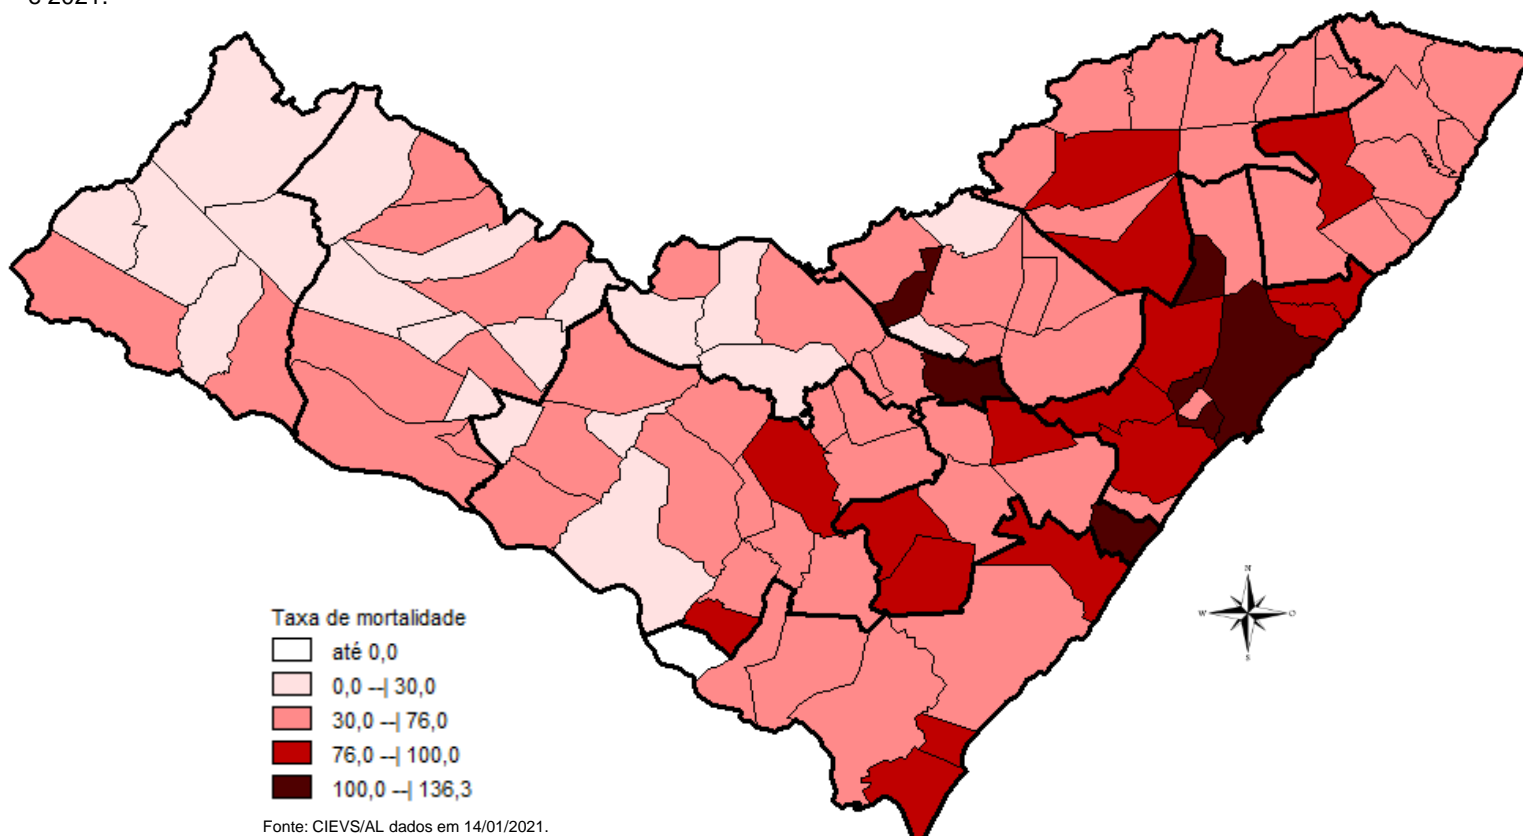 e 2021.
N
W
O
S
Taxa de mortalidade
até 0,0
0,0 --| 30,0
30,0 --| 76,0
76,0 --| 100,0
100,0 --| 136,3
Fonte: CIEVS/AL dados em 14/01/2021.